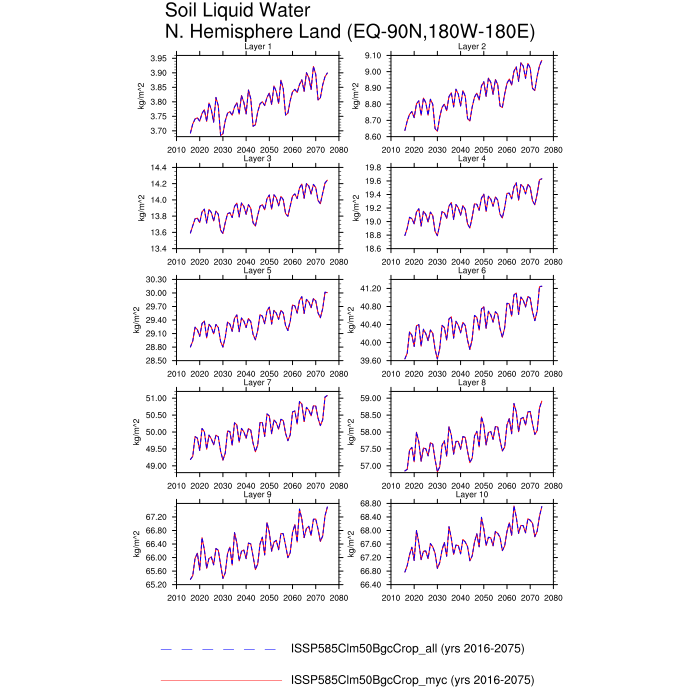 Soil Liquid Water
N. Hemisphere Land (EQ-90N,180W-180E)
Layer 1
Layer 2
3.95
3.90
3.85
3.80
3.75
3.70
kg/m^2
2010 2020 2030 2040 2050 2060 2070 2080
9.10
9.00
8.90
8.80
8.70
8.60
kg/m^2
2010 2020 2030 2040 2050 2060 2070 2080
Layer 3
Layer 4
14.4
14.2
14.0
13.8
13.6
13.4
kg/m^2
2010 2020 2030 2040 2050 2060 2070 2080
19.8
19.6
19.4
19.2
19.0
18.8
18.6
kg/m^2
2010 2020 2030 2040 2050 2060 2070 2080
Layer 5
Layer 6
30.30
30.00
29.70
29.40
29.10
28.80
28.50
kg/m^2
2010 2020 2030 2040 2050 2060 2070 2080
41.20
40.80
40.40
40.00
39.60
kg/m^2
2010 2020 2030 2040 2050 2060 2070 2080
Layer 7
Layer 8
51.00
50.50
50.00
49.50
49.00
kg/m^2
2010 2020 2030 2040 2050 2060 2070 2080
59.00
58.50
58.00
57.50
57.00
kg/m^2
2010 2020 2030 2040 2050 2060 2070 2080
Layer 9
Layer 10
67.20
66.80
66.40
66.00
65.60
65.20
kg/m^2
2010 2020 2030 2040 2050 2060 2070 2080
68.80
68.40
68.00
67.60
67.20
66.80
66.40
kg/m^2
2010 2020 2030 2040 2050 2060 2070 2080
ISSP585Clm50BgcCrop_all (yrs 2016-2075)
ISSP585Clm50BgcCrop_myc (yrs 2016-2075)